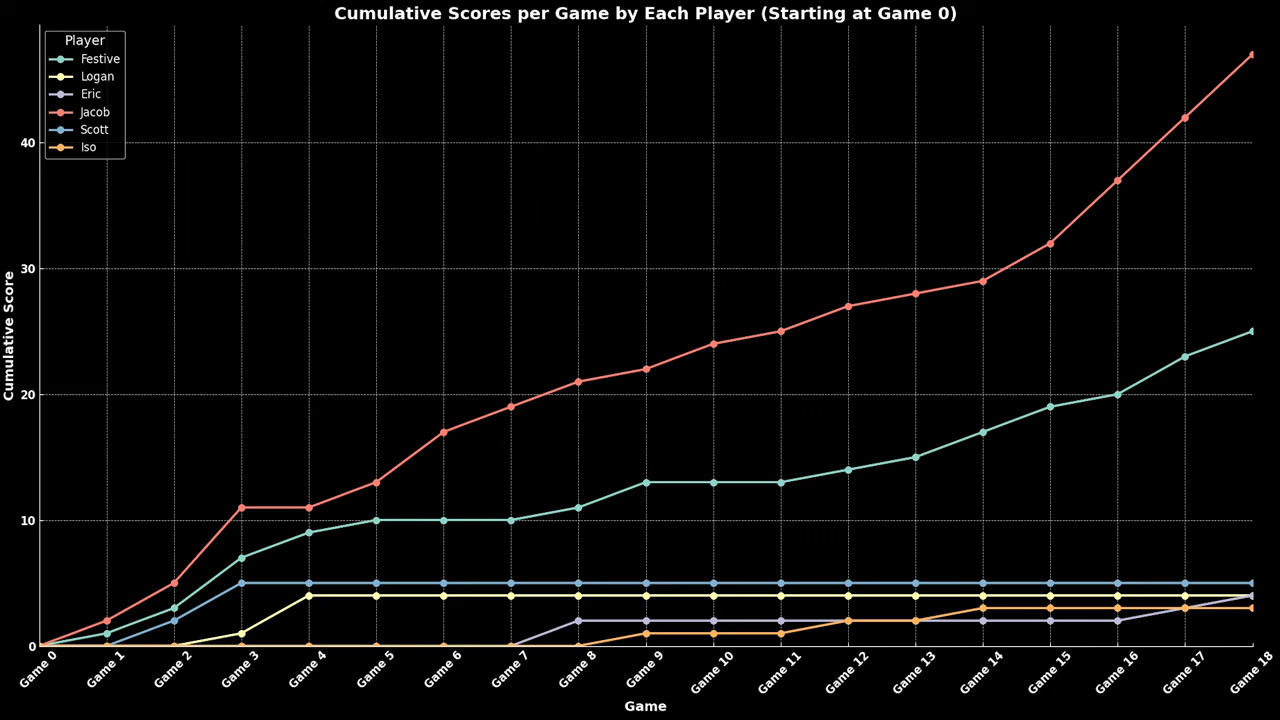 Cumulative Scores per Game by Each Player (Starting at Game 0)
Player
Festive
Logan
Eric
Jacob
Scott
Iso
Cumulative Score
40
30
20
10
0
Game 0
Game 1
Game 2
Game 3
Game 4
Game 5
Game 6
Game 7
Game 8
Game 9
Game 10
Game 11
Game 12
Game 13
Game 14
Game 15
Game 16
Game 17
Game 18
Game